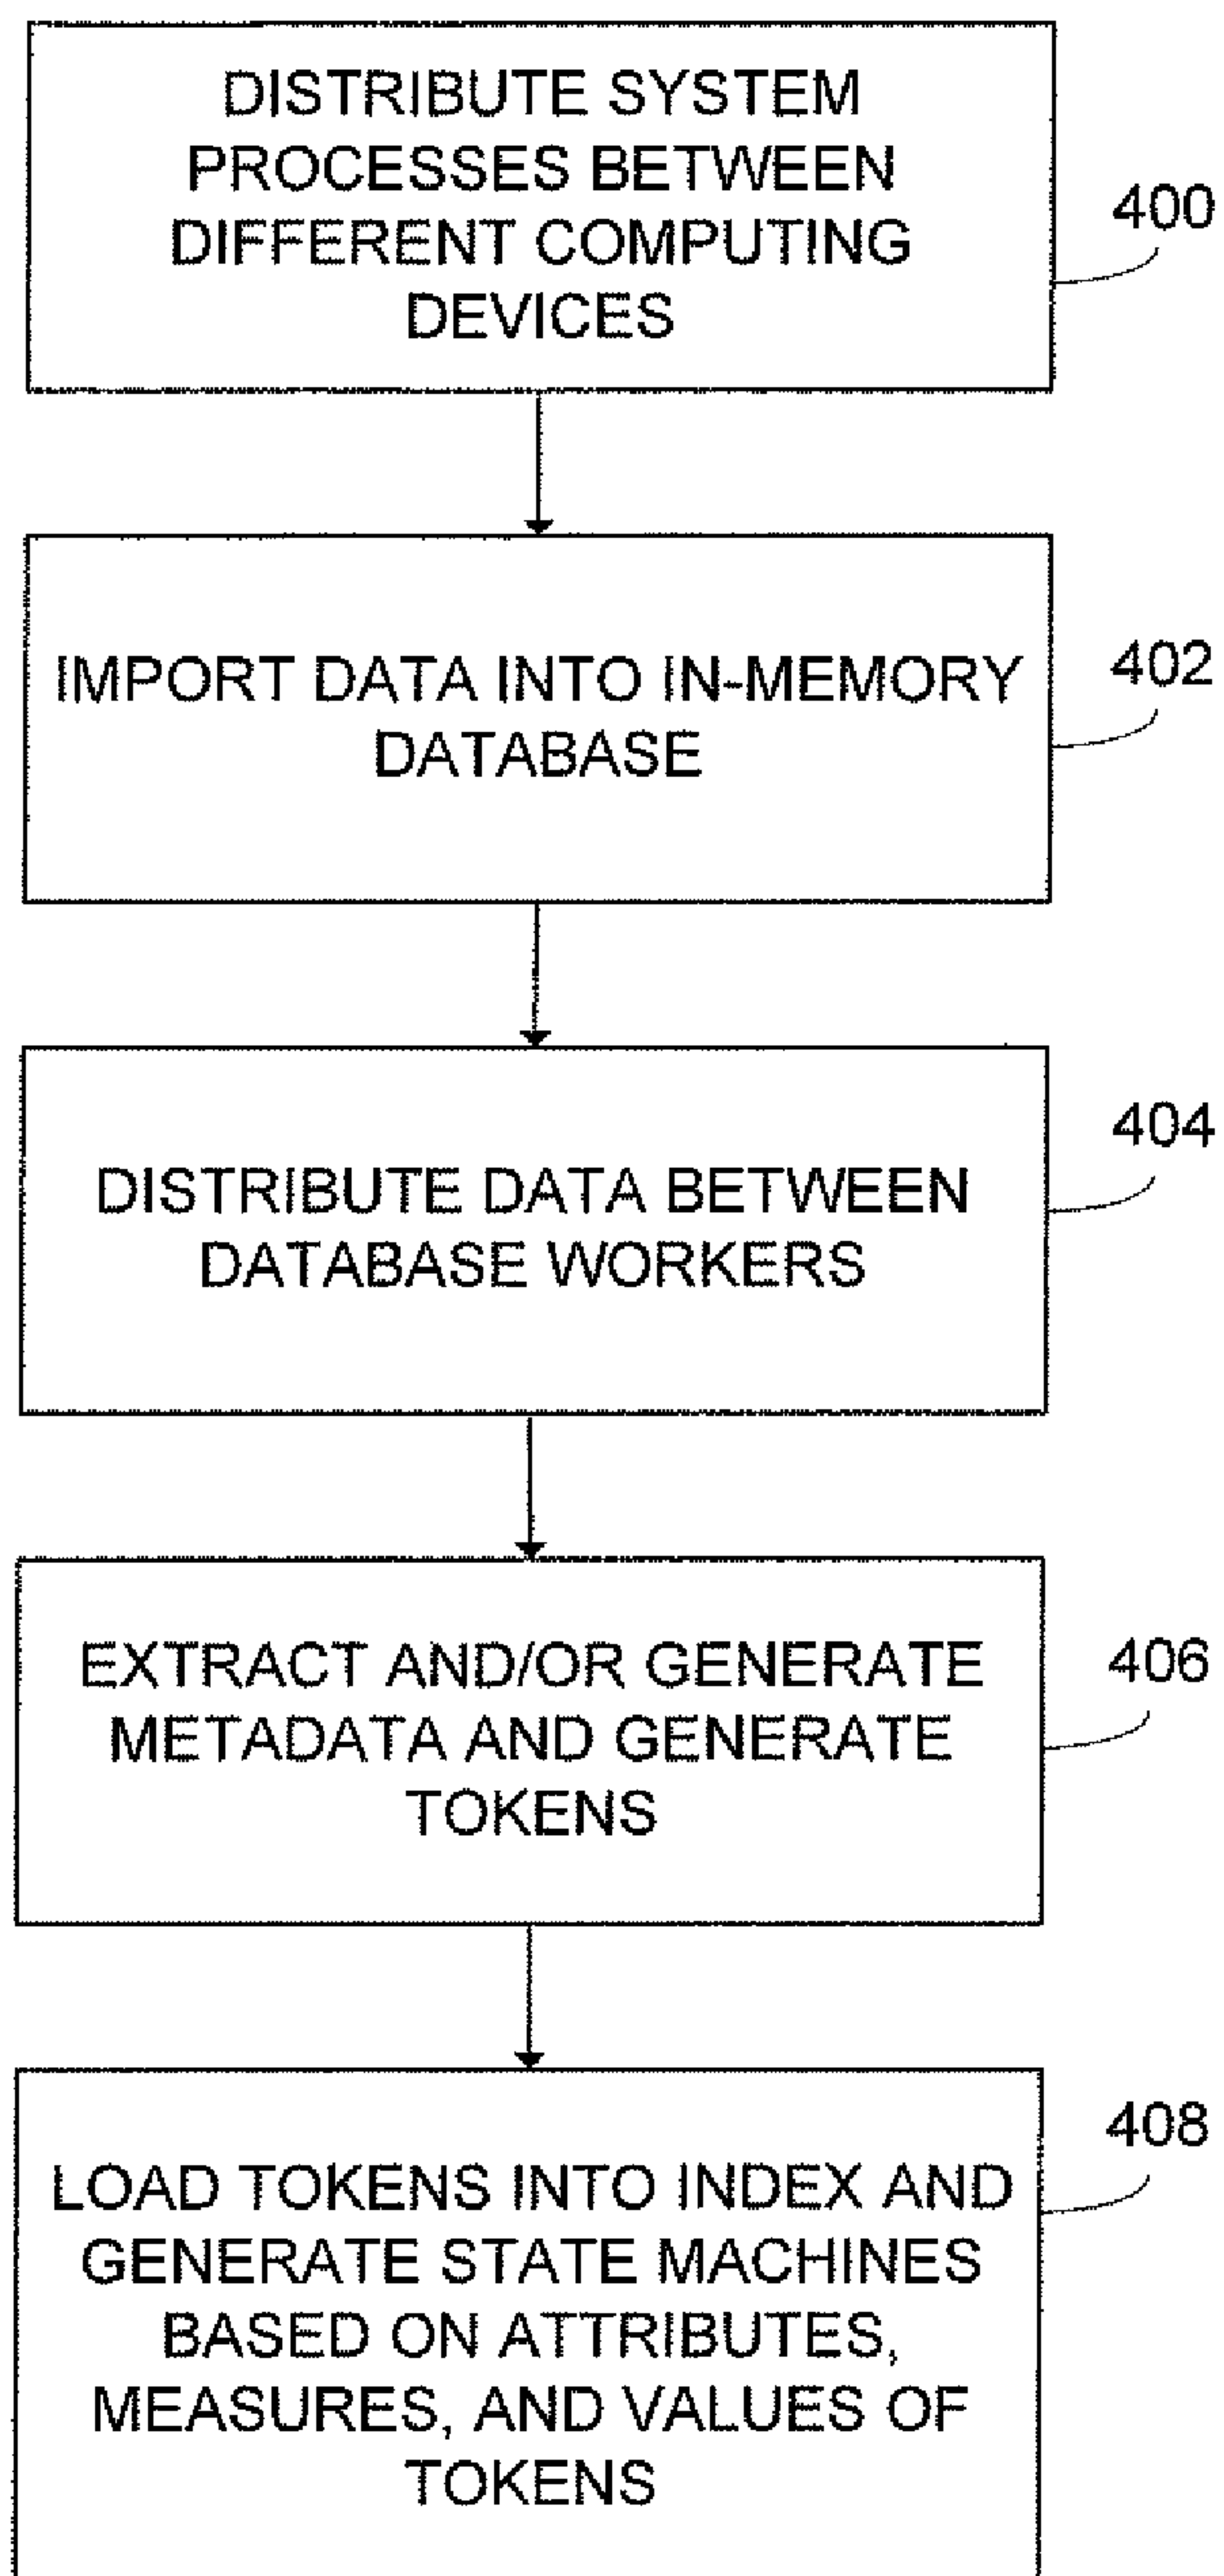 DISTRIBUTE SYSTEM
PROCESSES BETWEEN
DIFFERENT COMPUTING
DEVICES
400
IMPORT DATA INTO IN-MEMORY
DATABASE
402
DISTRIBUTE DATA BETWEEN
DATABASE WORKERS
404
EXTRACT AND/OR GENERATE
METADATA AND GENERATE
TOKENS
406
LOAD TOKENS INTO INDEX AND
GENERATE STATE MACHINES
BASED ON ATTRIBUTES,
MEASURES, AND VALUES OF
TOKENS
408